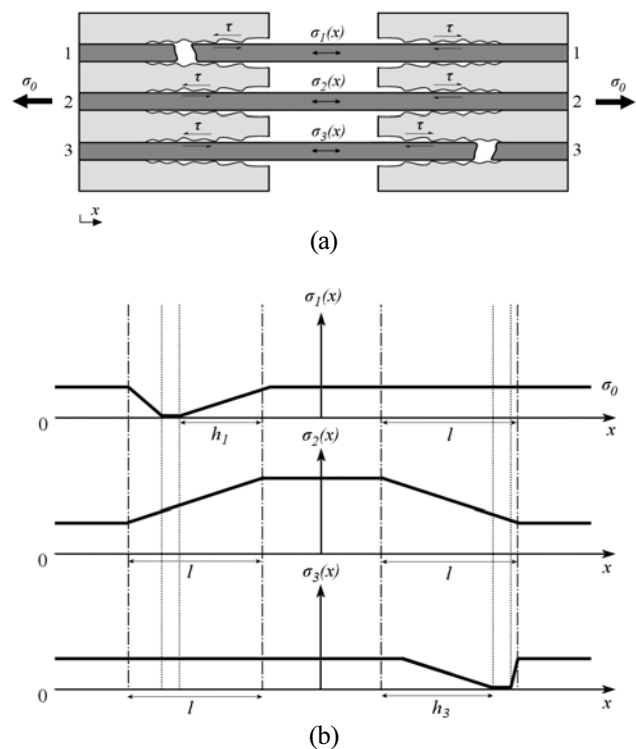 τ τ
1 σ1(x) 1
σ0 τ τ σ0
2 σ2(x) 2
τ σ3(x) τ
3 3
x
(a)
σ1(x)
σ0
0 h1 l x
σ2(x)
0 l l x
σ3(x)
0 l h3 x
(b)